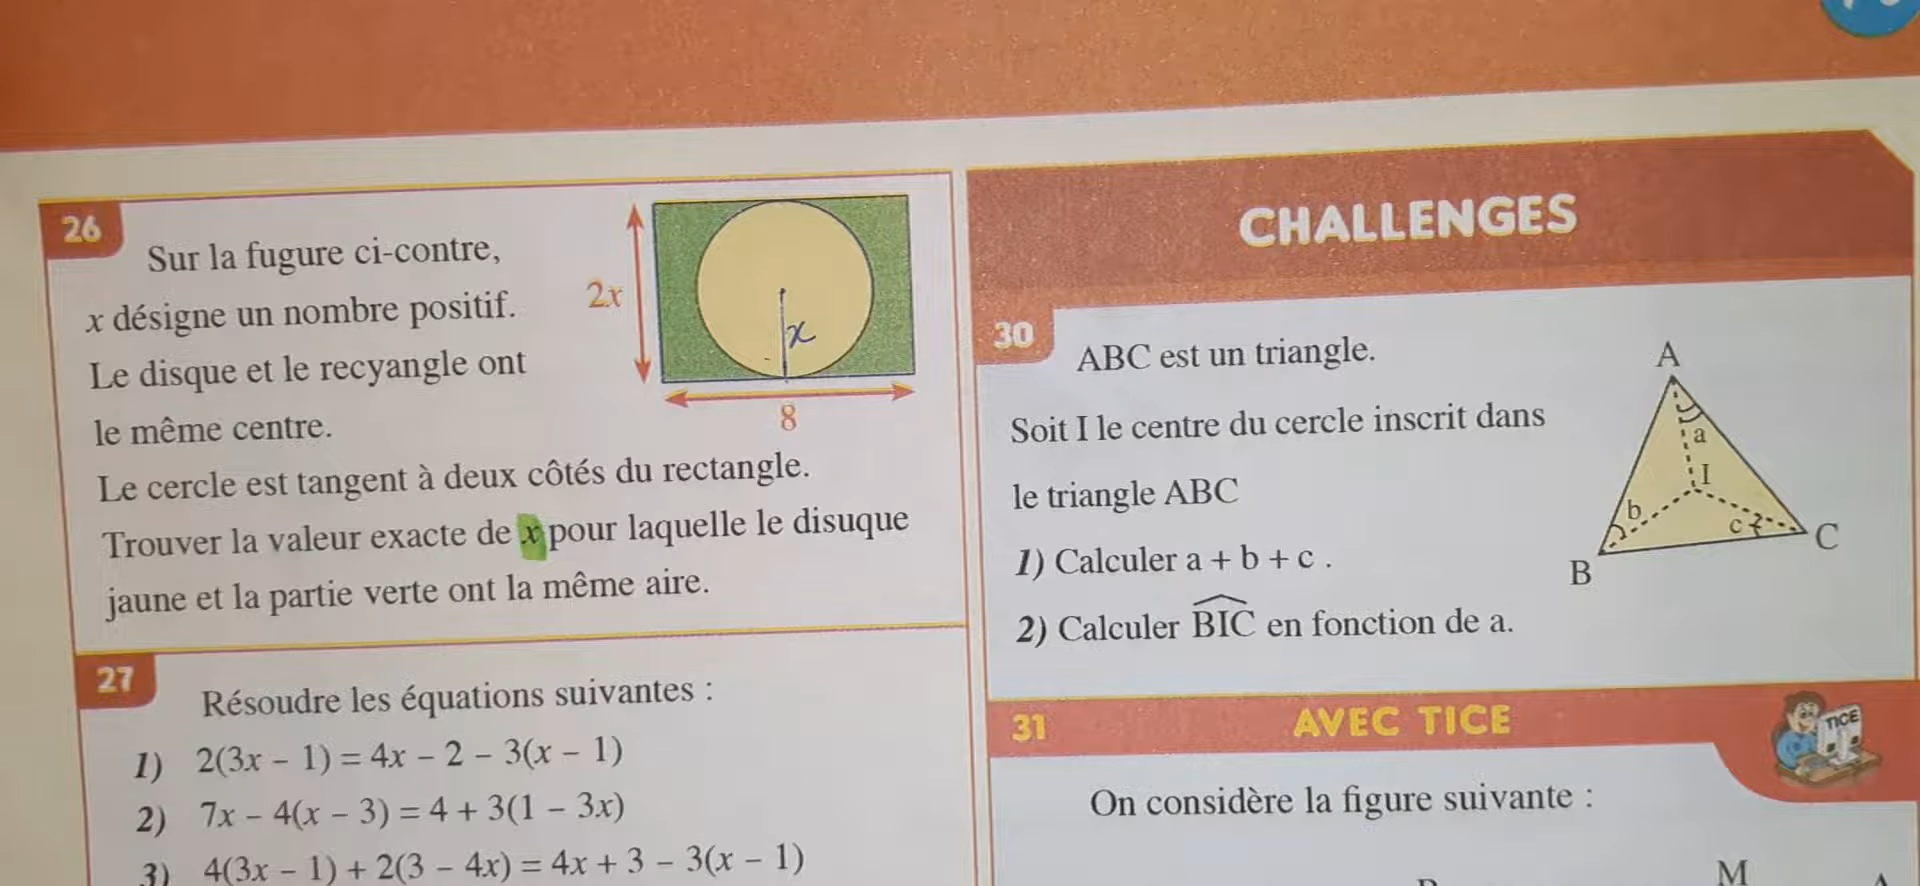 26
Sur la fugure ci-contre,
x désigne un nombre positif.
Le disque et le recyangle ont
le même centre.
Le cercle est tangent à deux côtés du rectangle.
Trouver la valeur exacte de x pour laquelle le disuque
jaune et la partie verte ont la même aire.
2x
x
8
27
Résoudre les équations suivantes :
1) 2(3x – 1) = 4x – 2 – 3(x – 1)
2) 7x – 4(x – 3) = 4 + 3(1 – 3x)
3) 4(3x – 1) + 2(3 – 4x) = 4x + 3 – 3(x – 1)
CHALLENGES
30
ABC est un triangle.
Soit I le centre du cercle inscrit dans
le triangle ABC
1) Calculer a + b + c .
2) Calculer $\widehat{BIC}$ en fonction de a.
A
a
I
b
c
B
C
31 AVEC TICE
TICE
On considère la figure suivante :
M